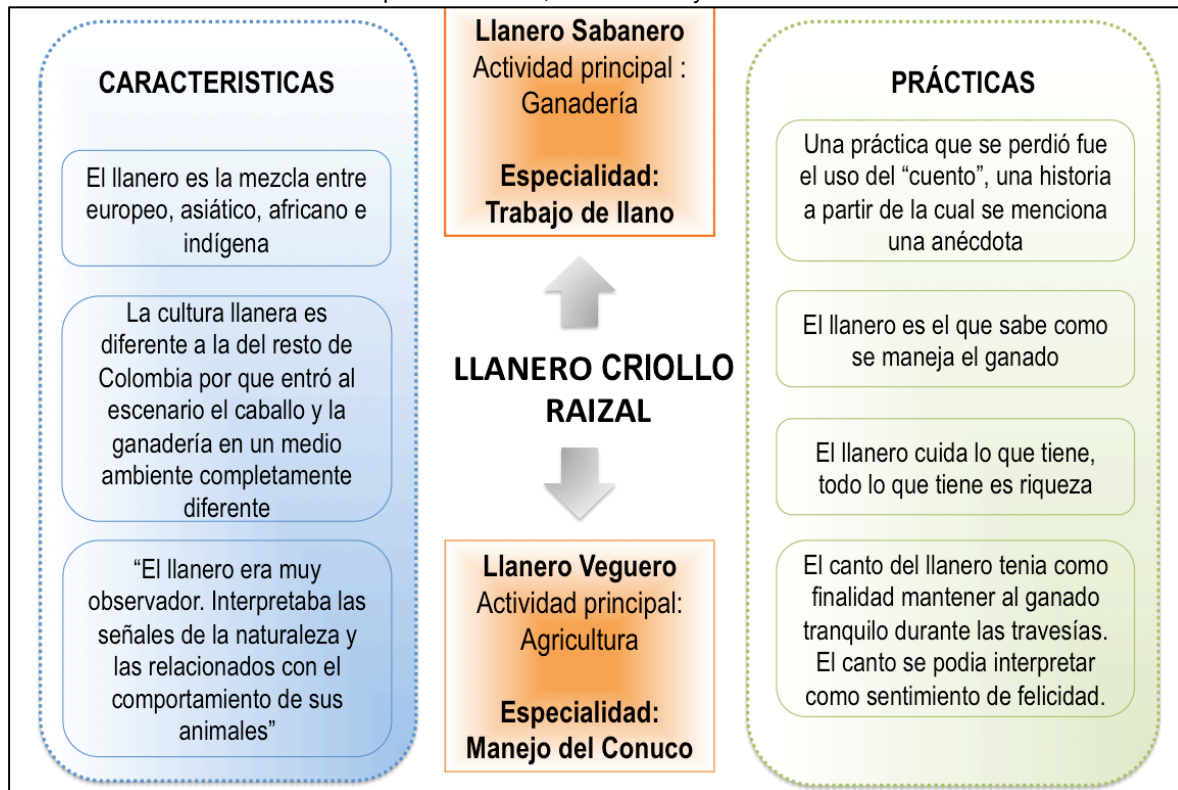 CARACTERISTICAS
El llanero es la mezcla entre
europeo, asiático, africano e
indígena
La cultura llanera es
diferente a la del resto de
Colombia por que entró al
escenario el caballo y la
ganadería en un medio
ambiente completamente
diferente
“El llanero era muy
observador. Interpretaba las
señales de la naturaleza y
las relacionados con el
comportamiento de sus
animales”
Llanero Sabanero
Actividad principal :
Ganadería
Especialidad:
Trabajo de llano
LLANERO CRIOLLO
RAIZAL
Llanero Veguero
Actividad principal:
Agricultura
Especialidad:
Manejo del Conuco
PRÁCTICAS
Una práctica que se perdió fue
el uso del “cuento”, una historia
a partir de la cual se menciona
una anécdota
El llanero es el que sabe como
se maneja el ganado
El llanero cuida lo que tiene,
todo lo que tiene es riqueza
El canto del llanero tenia como
finalidad mantener al ganado
tranquilo durante las travesías.
El canto se podia interpretar
como sentimiento de felicidad.